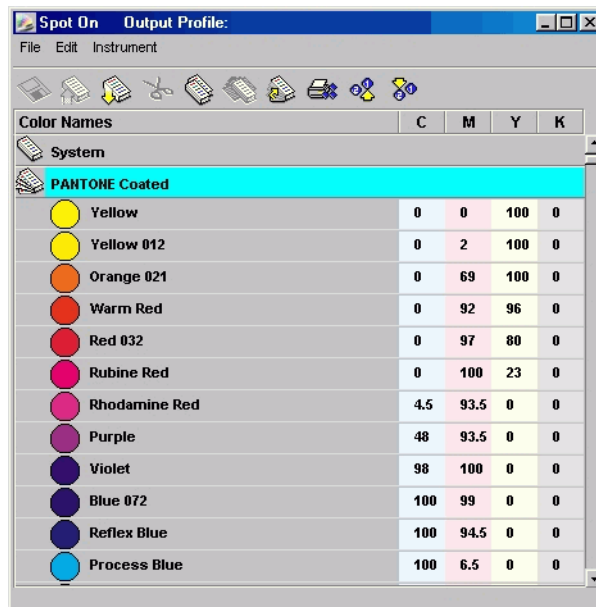 Spot On Output Profile:
File Edit Instrument
Color Names C M Y K
System
PANTONE Coated
Yellow 0 0 100 0
Yellow 012 0 2 100 0
Orange 021 0 69 100 0
Warm Red 0 92 96 0
Red 032 0 97 80 0
Rubine Red 0 100 23 0
Rhodamine Red 4.5 93.5 0 0
Purple 48 93.5 0 0
Violet 98 100 0 0
Blue 072 100 99 0 0
Reflex Blue 100 94.5 0 0
Process Blue 100 6.5 0 0